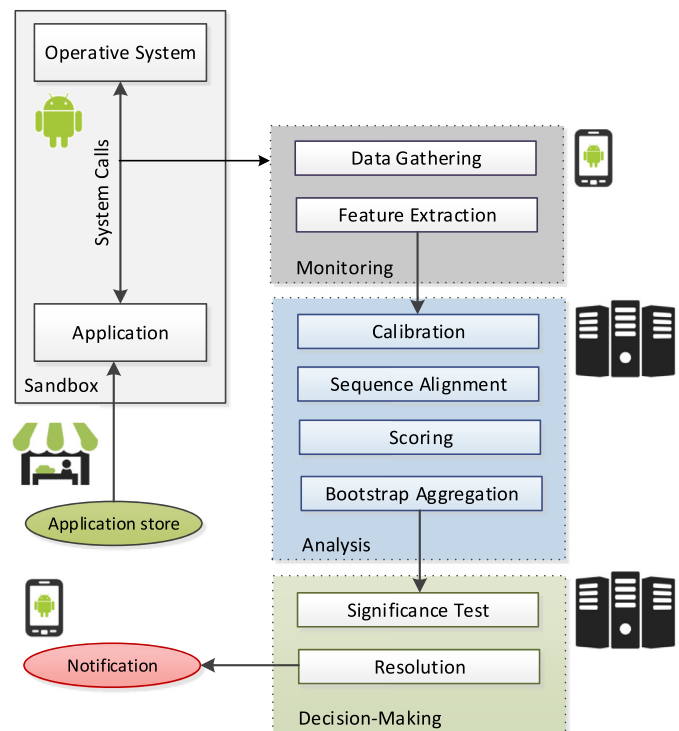 Operative System
System Calls
Application
Sandbox
Application store
Data Gathering
Feature Extraction
Monitoring
Calibration
Sequence Alignment
Scoring
Bootstrap Aggregation
Analysis
Significance Test
Resolution
Decision-Making
Notification